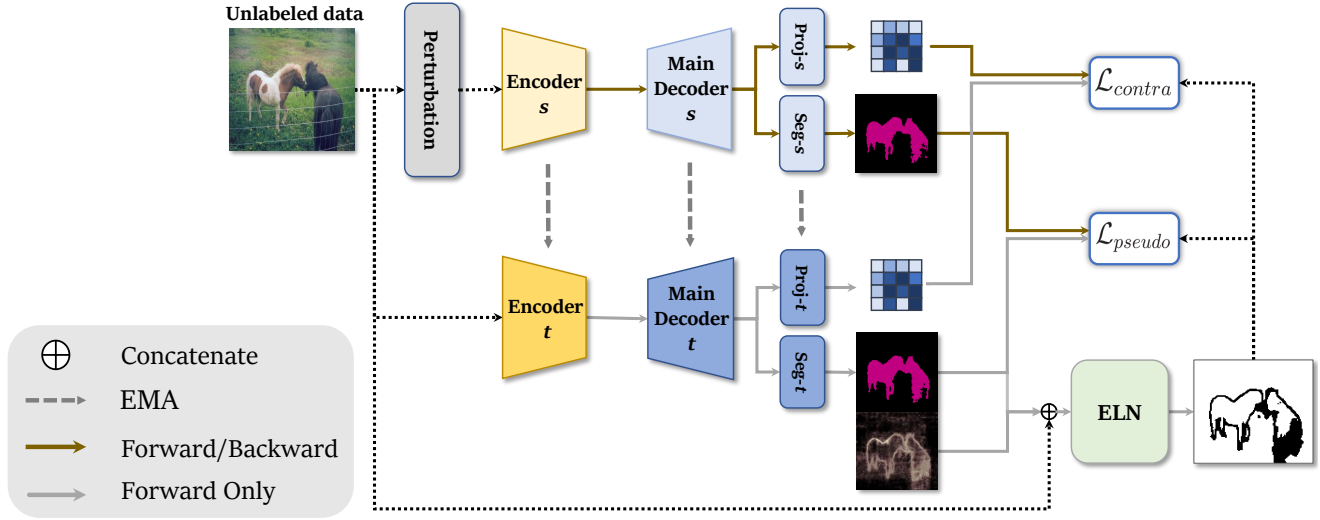 Unlabeled data
Perturbation
Encoder
s
Main
Decoder
s
Proj-s
Seg-s
ℒcontra
ℒpseudo
Encoder
t
Main
Decoder
t
Proj-t
Seg-t
ELN
⊕ Concatenate
EMA
Forward/Backward
Forward Only